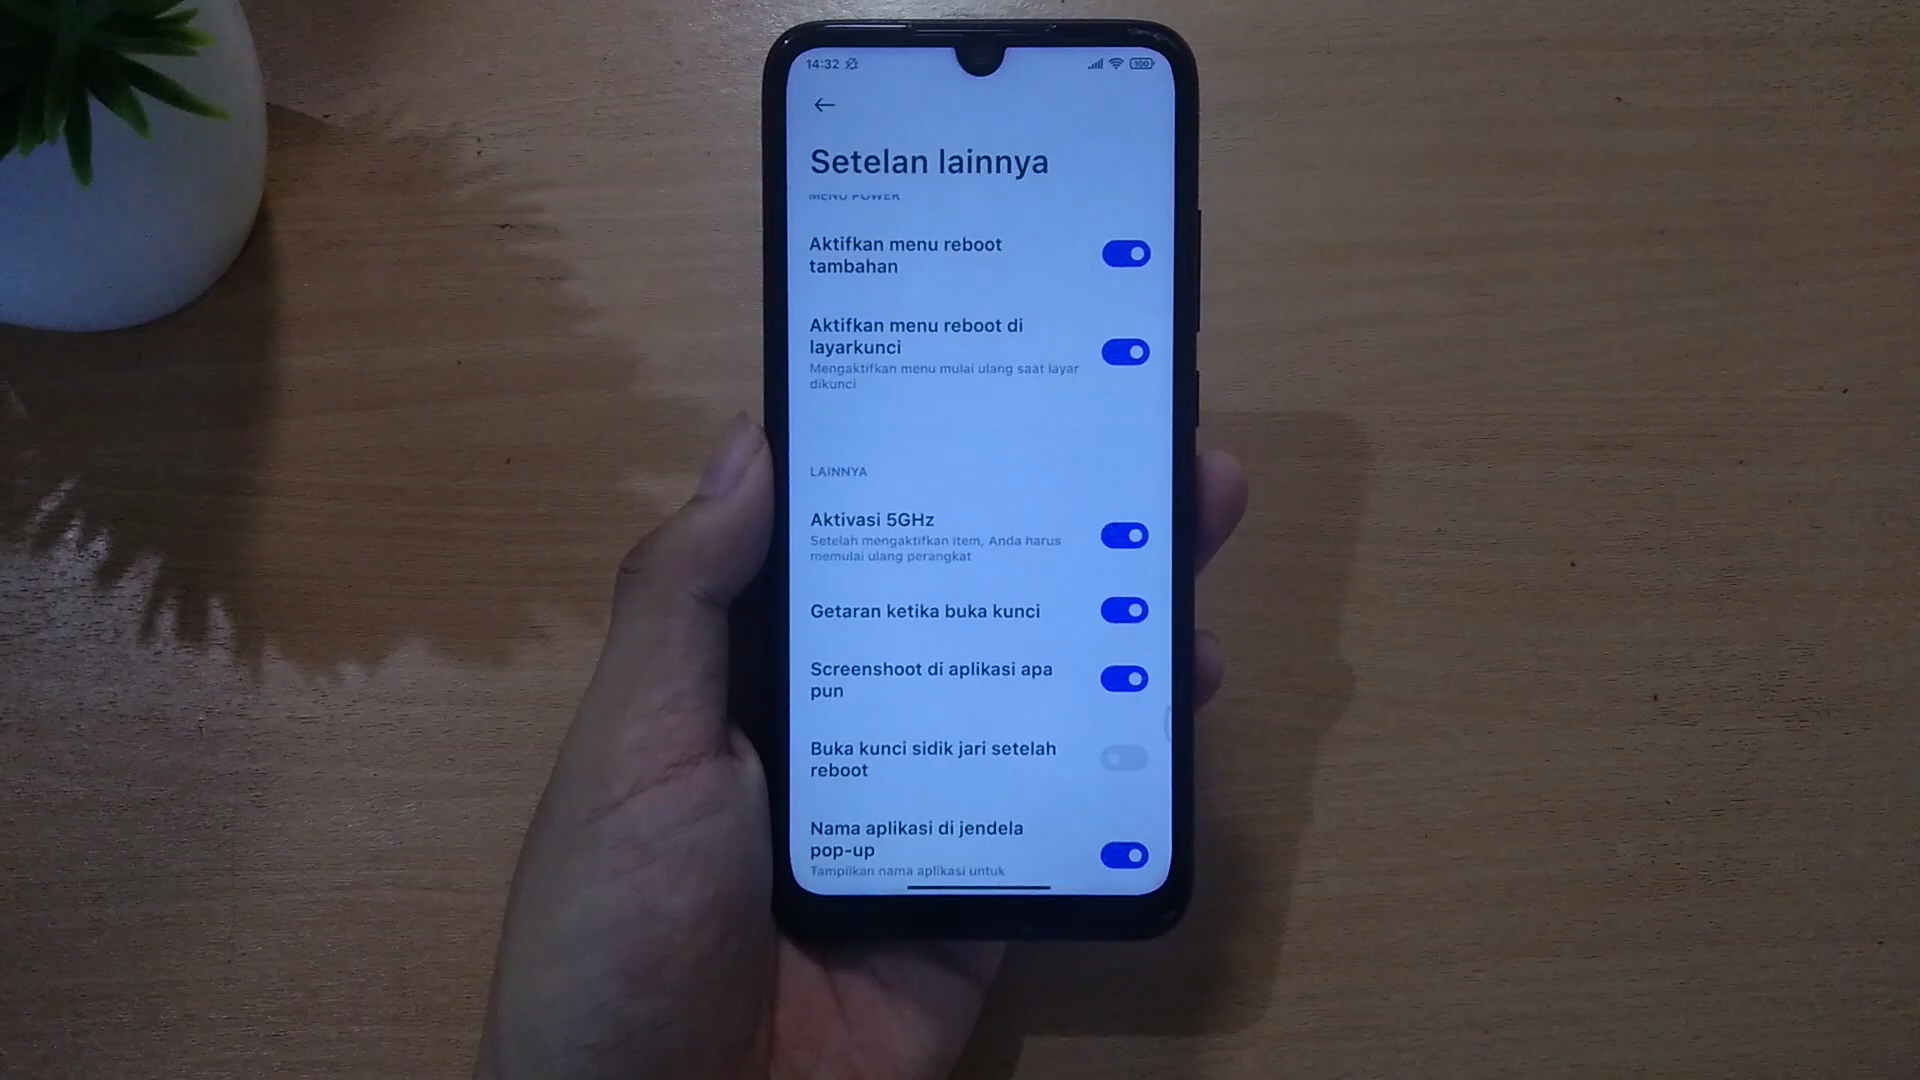 14:32
100
Setelan lainnya
MENU POWER
Aktifkan menu reboot
tambahan
Aktifkan menu reboot di
layarkunci
Mengaktifkan menu mulai ulang saat layar
dikunci
LAINNYA
Aktivasi 5GHz
Setelah mengaktifkan item, Anda harus
memulai ulang perangkat
Getaran ketika buka kunci
Screenshoot di aplikasi apa
pun
Buka kunci sidik jari setelah
reboot
Nama aplikasi di jendela
pop-up
Tampilkan nama aplikasi untuk